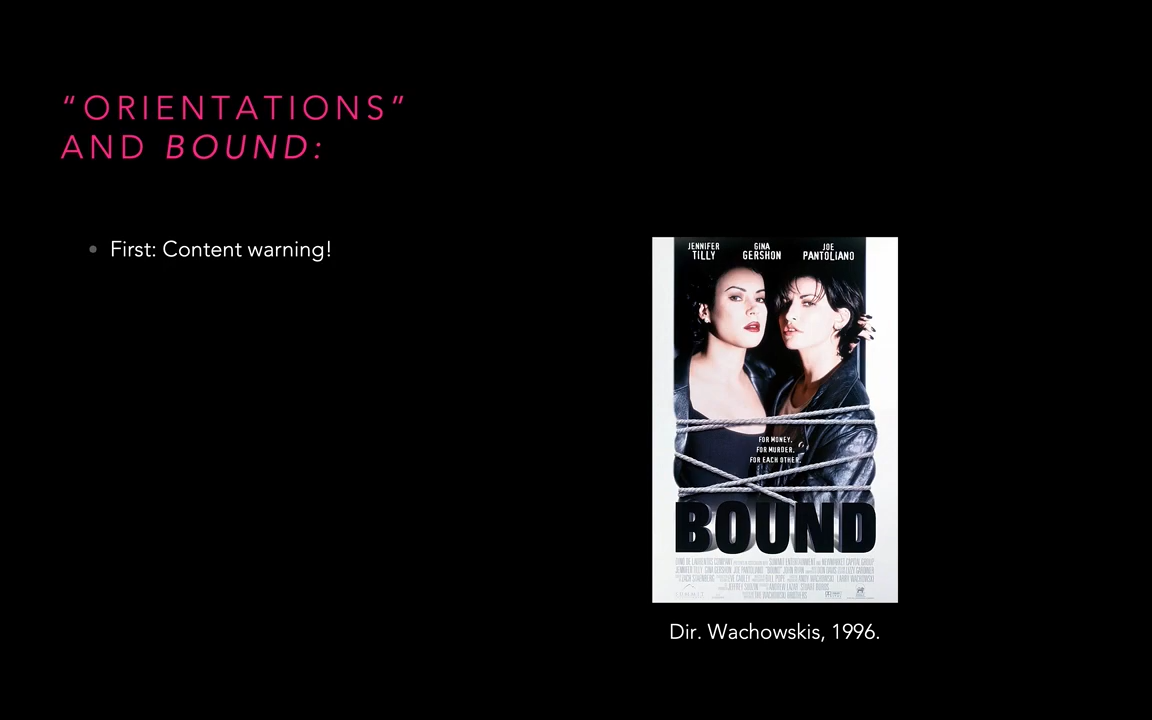 “ORIENTATIONS”
AND BOUND:
• First: Content warning!
JENNIFER TILLY
GINA GERSHON
JOE PANTOLIANO
FOR MONEY.
FOR MURDER.
FOR EACH OTHER.
BOUND
Dir. Wachowskis, 1996.